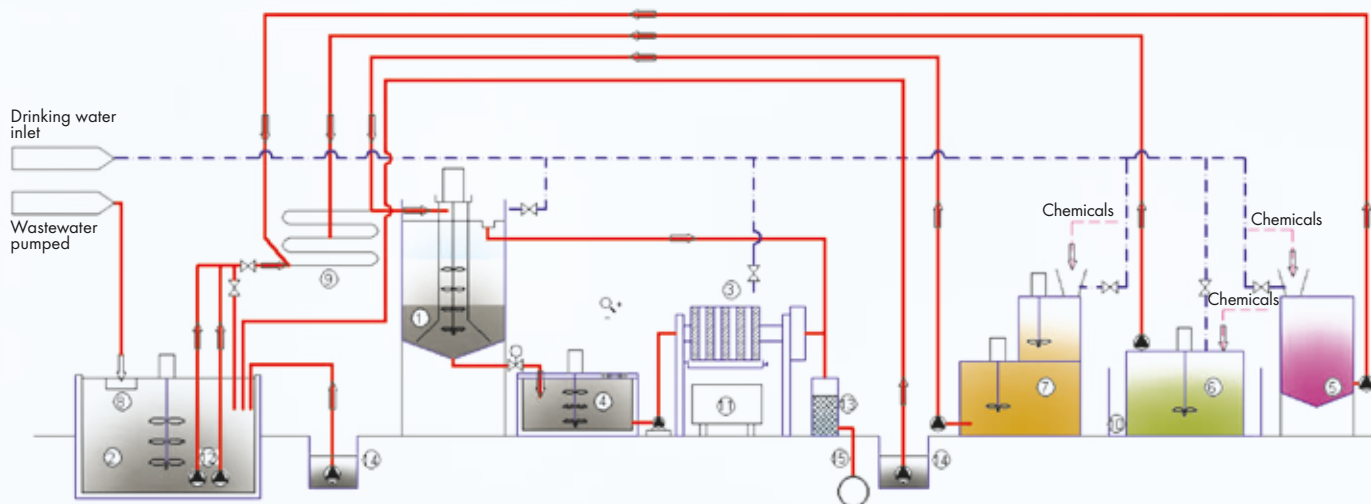 Drinking water
inlet
Wastewater
pumped
Chemicals
Chemicals
Chemicals
9
3
1
8
4
11
13
7
6
5
10
2
12
14
15
14